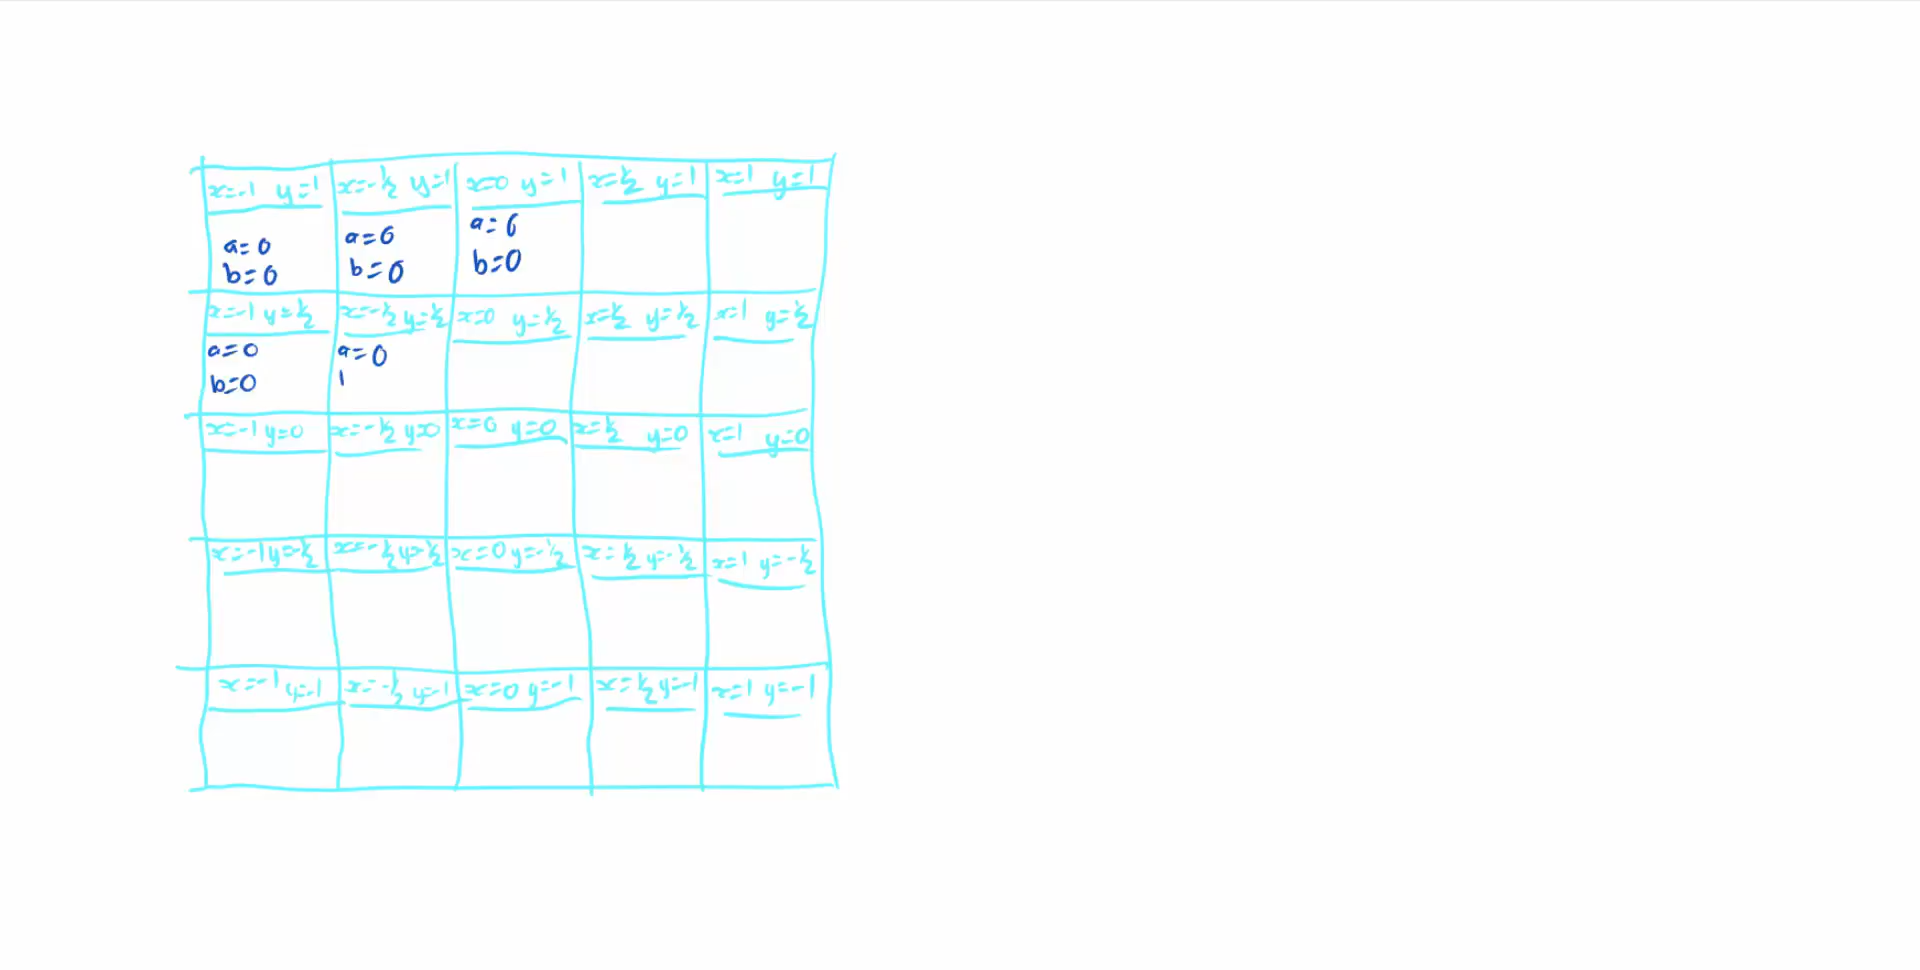 x=-1 y=1 x=-½ y=1 x=0 y=1 x=½ y=1 x=1 y=1
a=0 a=0 a=0
b=0 b=0 b=0
x=-1 y=½ x=-½ y=½ x=0 y=½ x=½ y=½ x=1 y=½
a=0 a=0
b=0
x=-1 y=0 x=-½ y=0 x=0 y=0 x=½ y=0 x=1 y=0
x=-1 y=-½ x=-½ y=-½ x=0 y=-½ x=½ y=-½ x=1 y=-½
x=-1 y=-1 x=-½ y=-1 x=0 y=-1 x=½ y=-1 x=1 y=-1